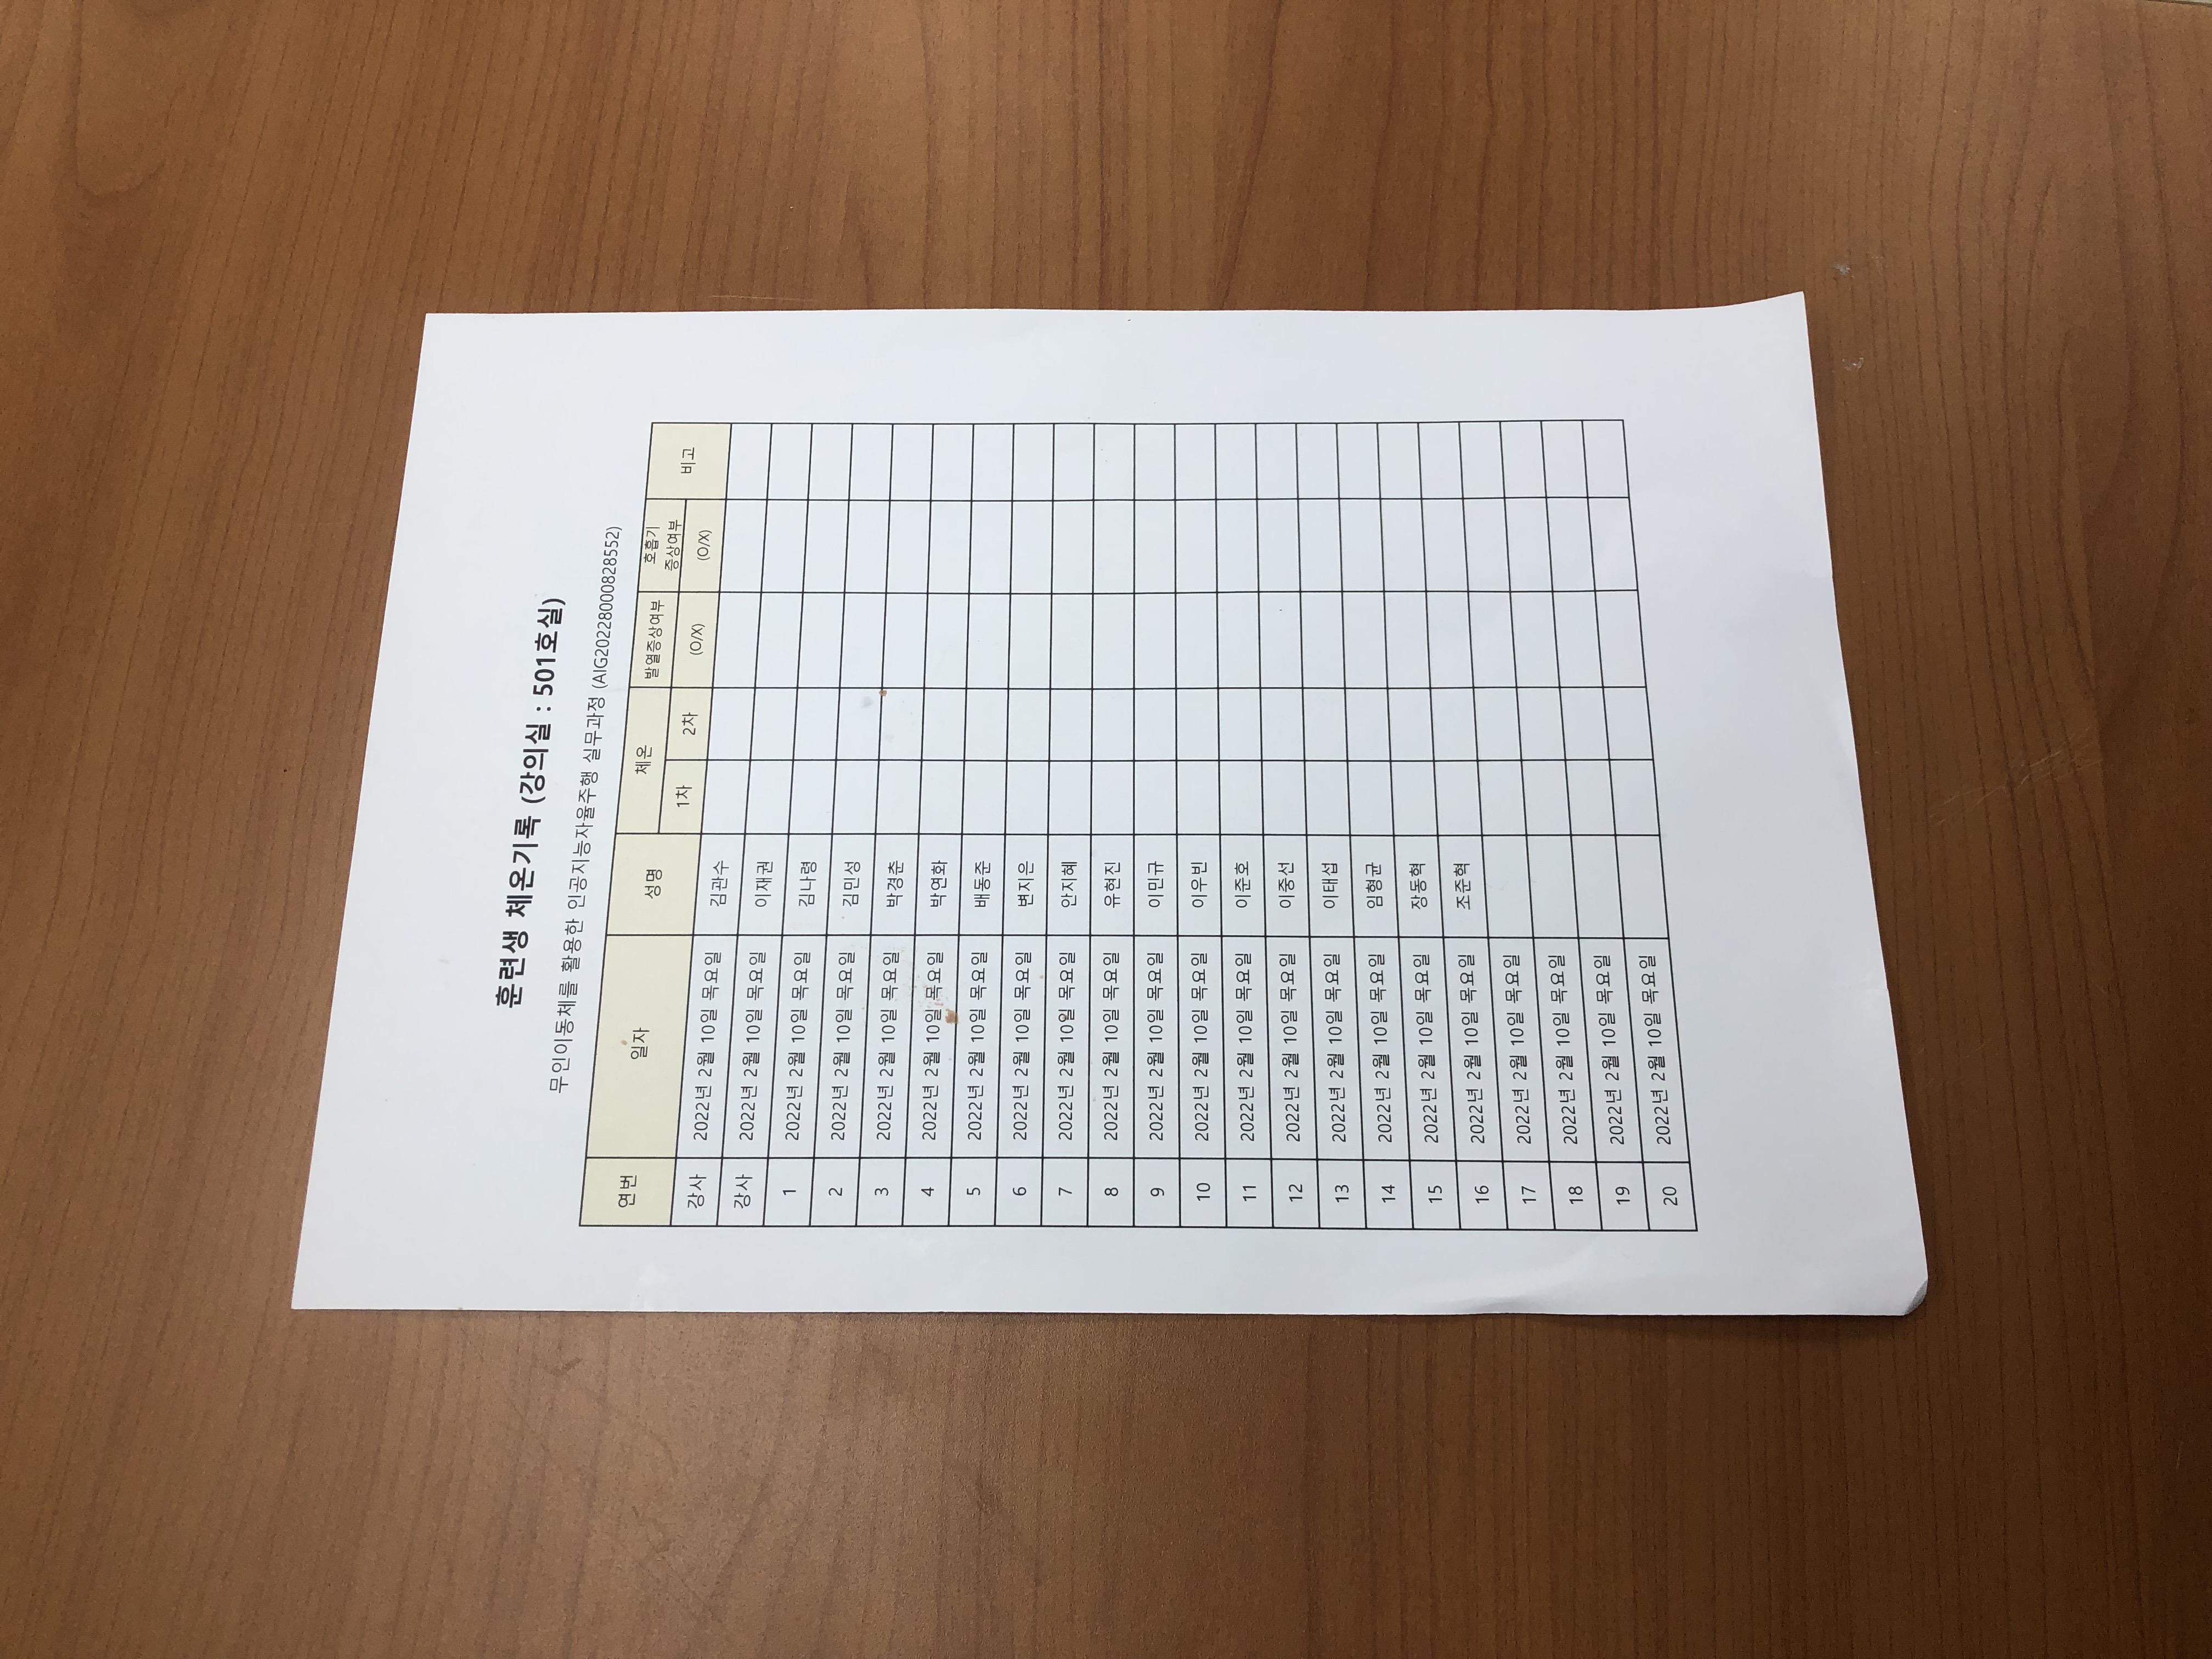 훈련생 체온기록 (강의실 : 501호실)
무인이동체를 활용한 인공지능자율주행 실무과정 (AIG20228000828552)
연번 일자 성명 체온 발열증상여부 호흡기 증상여부 비고
1차 2차 (O/X) (O/X)
강사 2022년 2월 10일 목요일 김관수
강사 2022년 2월 10일 목요일 이재권
1 2022년 2월 10일 목요일 김나령
2 2022년 2월 10일 목요일 김민성
3 2022년 2월 10일 목요일 박경춘
4 2022년 2월 10일 목요일 박연화
5 2022년 2월 10일 목요일 배동준
6 2022년 2월 10일 목요일 변지은
7 2022년 2월 10일 목요일 안지혜
8 2022년 2월 10일 목요일 유현진
9 2022년 2월 10일 목요일 이민규
10 2022년 2월 10일 목요일 이우빈
11 2022년 2월 10일 목요일 이준호
12 2022년 2월 10일 목요일 이중선
13 2022년 2월 10일 목요일 이태섭
14 2022년 2월 10일 목요일 임형균
15 2022년 2월 10일 목요일 장동혁
16 2022년 2월 10일 목요일 조준혁
17 2022년 2월 10일 목요일
18 2022년 2월 10일 목요일
19 2022년 2월 10일 목요일
20 2022년 2월 10일 목요일